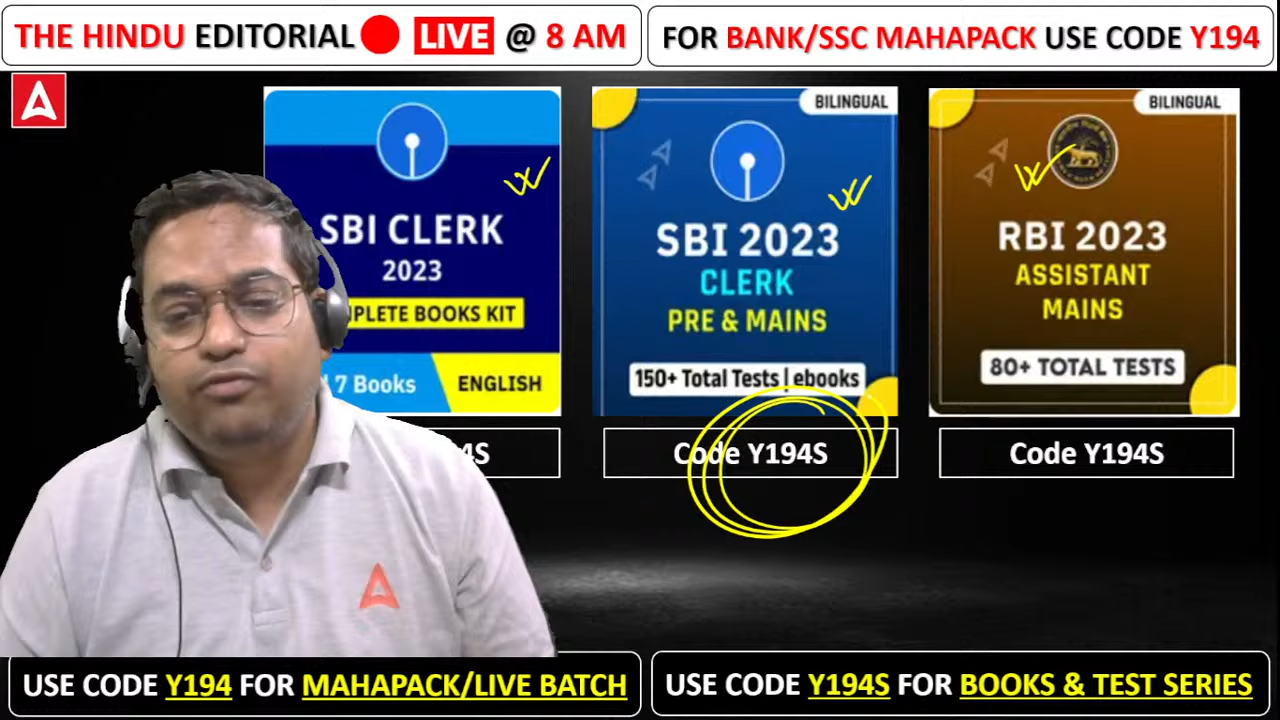 THE HINDU EDITORIAL LIVE @ 8 AM
FOR BANK/SSC MAHAPACK USE CODE Y194
SBI CLERK
2023
MPLETE BOOKS KIT
7 Books
ENGLISH
4S
BILINGUAL
SBI 2023
CLERK
PRE & MAINS
150+ Total Tests | ebooks
Code Y194S
BILINGUAL
RBI 2023
ASSISTANT
MAINS
80+ TOTAL TESTS
Code Y194S
USE CODE Y194 FOR MAHAPACK/LIVE BATCH
USE CODE Y194S FOR BOOKS & TEST SERIES